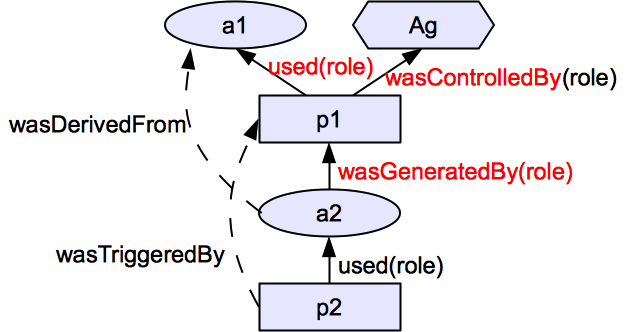 a1
Ag
used(role)
wasControlledBy(role)
p1
wasDerivedFrom
wasGeneratedBy(role)
a2
wasTriggeredBy
used(role)
p2